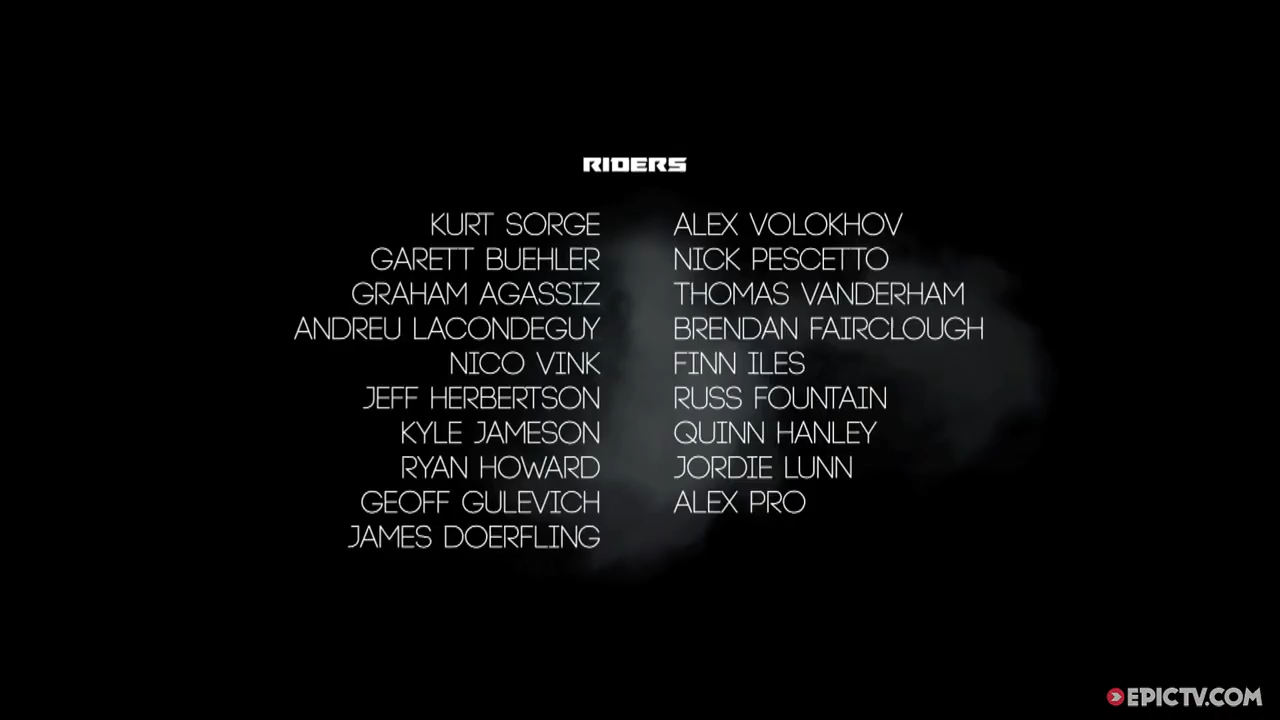 RIDERS
KURT SORGE
GARETT BUEHLER
GRAHAM AGASSIZ
ANDREU LACONDEGUY
NICO VINK
JEFF HERBERTSON
KYLE JAMESON
RYAN HOWARD
GEOFF GULEVICH
JAMES DOERFLING
ALEX VOLOKHOV
NICK PESCETTO
THOMAS VANDERHAM
BRENDAN FAIRCLOUGH
FINN ILES
RUSS FOUNTAIN
QUINN HANLEY
JORDIE LUNN
ALEX PRO
EPICTV.COM